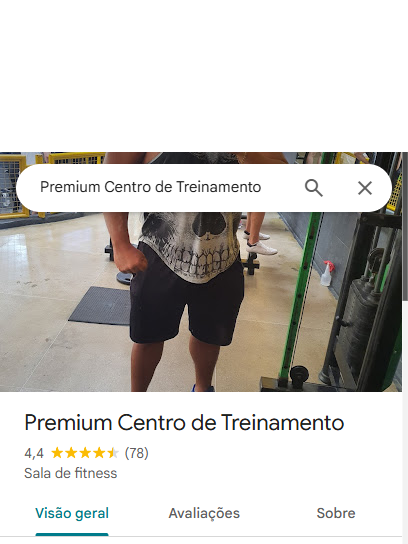 Premium Centro de Treinamento
Premium Centro de Treinamento
4,4 (78)
Sala de fitness
Visão geral Avaliações Sobre